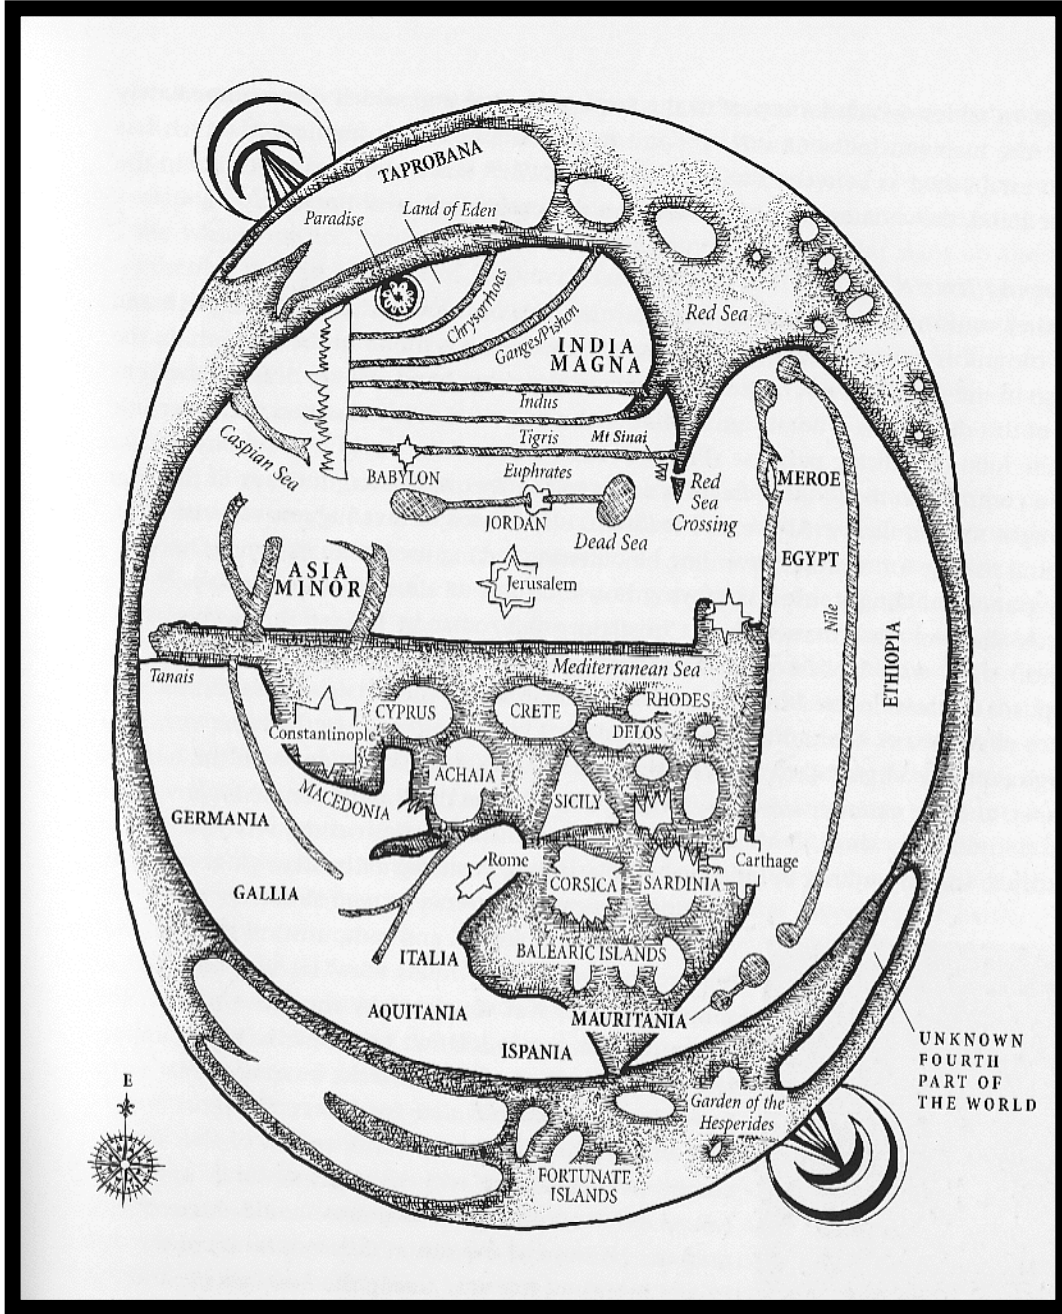 TAPROBANA
Paradise
Land of Eden
Chrysorhoas
Ganges/Pishon
Red Sea
INDIA
MAGNA
Indus
Caspian Sea
Tigris
Mt Sinai
BABYLON
Euphrates
MEROE
Red
Sea
Crossing
JORDAN
Dead Sea
EGYPT
ASIA
MINOR
Jerusalem
Nile
ETHIOPIA
Mediterranean Sea
Tanais
CYPRUS
CRETE
RHODES
Constantinople
DELOS
ACHAIA
MACEDONIA
SICILY
GERMANIA
Rome
Carthage
GALLIA
CORSICA
SARDINIA
ITALIA
BALEARIC ISLANDS
AQUITANIA
MAURITANIA
ISPANIA
UNKNOWN
FOURTH
PART OF
THE WORLD
E
Garden of the
Hesperides
FORTUNATE
ISLANDS